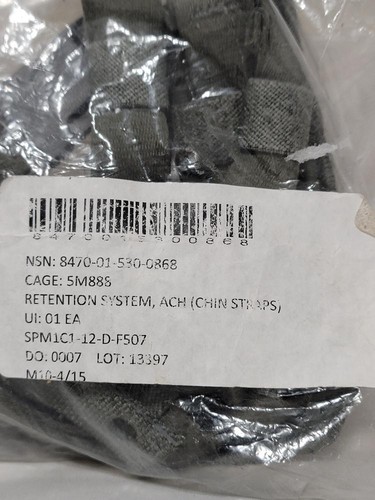 8470015300868
NSN: 8470-01-530-0868
CAGE: 5M888
RETENTION SYSTEM, ACH (CHIN STRAPS)
UI: 01 EA
SPM1C1-12-D-F507
DO: 0007 LOT: 13397
M10-4/15